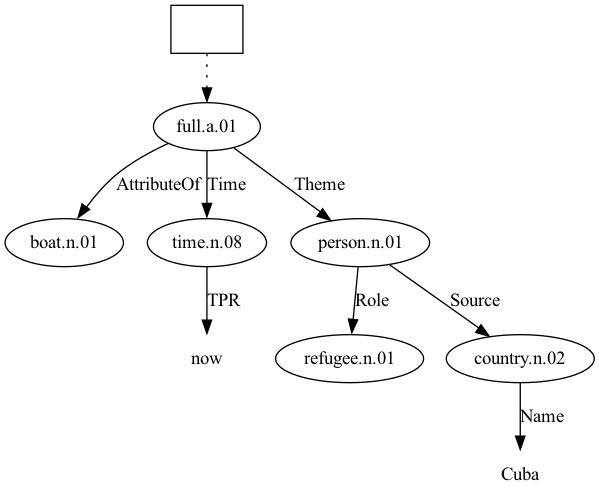 full.a.01
AttributeOf Time Theme
boat.n.01 time.n.08 person.n.01
TPR Role Source
now refugee.n.01 country.n.02
Name
Cuba